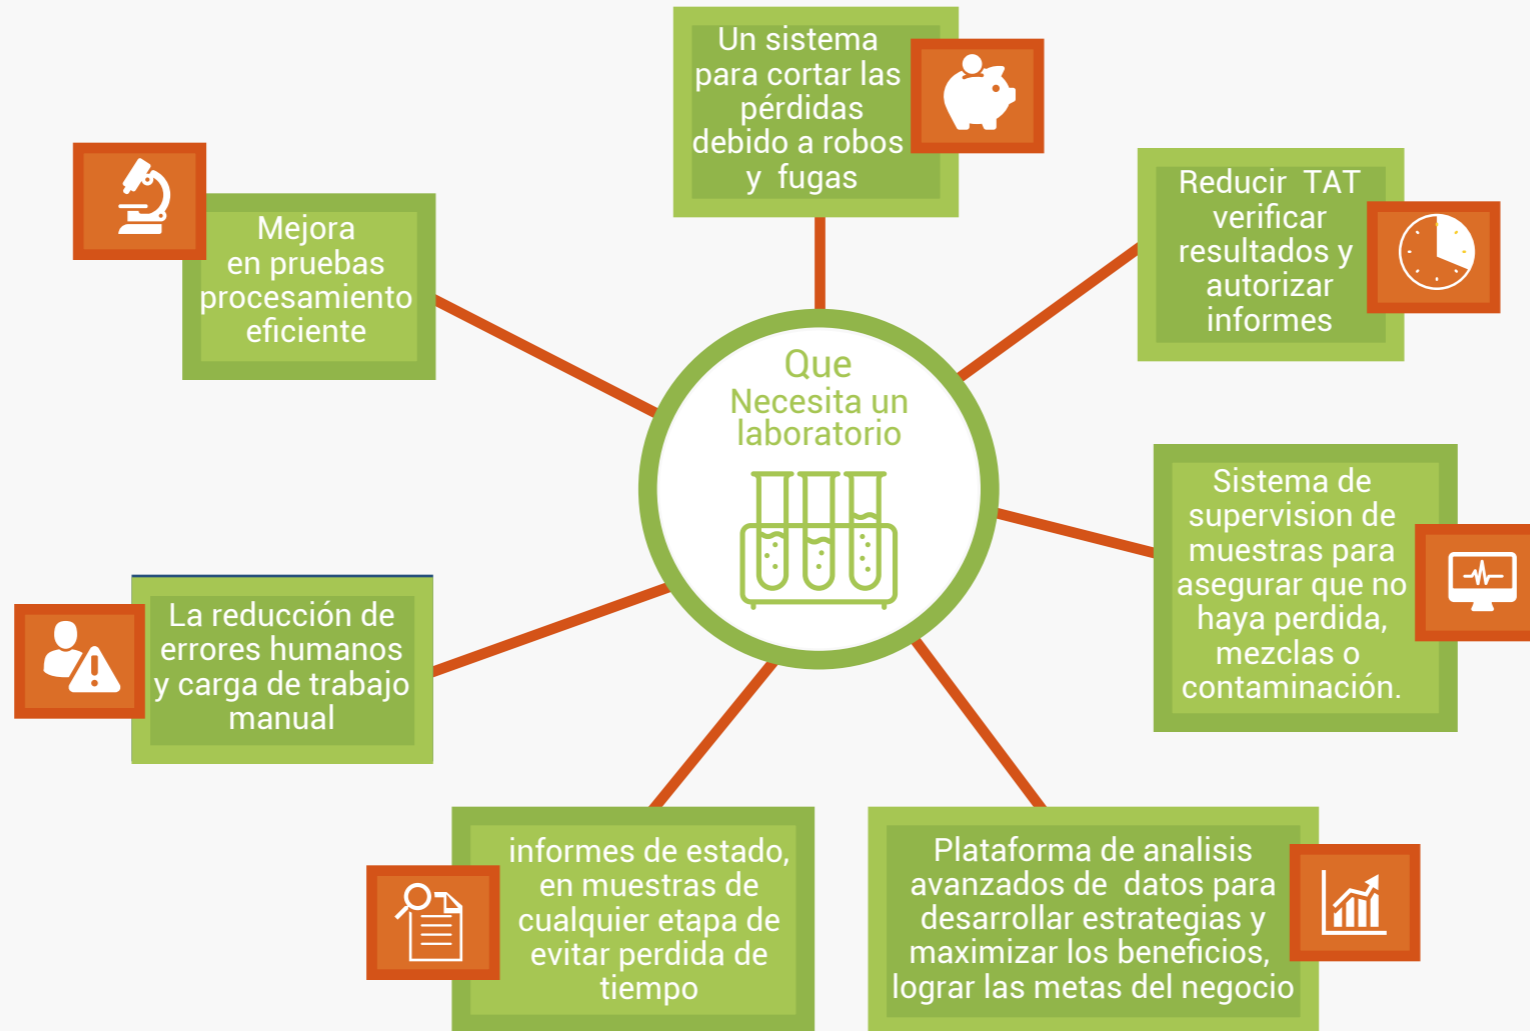 Un sistema
para cortar las
pérdidas
debido a robos
y fugas
Reducir TAT
verificar
resultados y
autorizar
informes
Mejora
en pruebas
procesamiento
eficiente
Que
Necesita un
laboratorio
Sistema de
supervision de
muestras para
asegurar que no
haya perdida,
mezclas o
contaminación.
La reducción de
errores humanos
y carga de trabajo
manual
informes de estado,
en muestras de
cualquier etapa de
evitar perdida de
tiempo
Plataforma de analisis
avanzados de datos para
desarrollar estrategias y
maximizar los beneficios,
lograr las metas del negocio